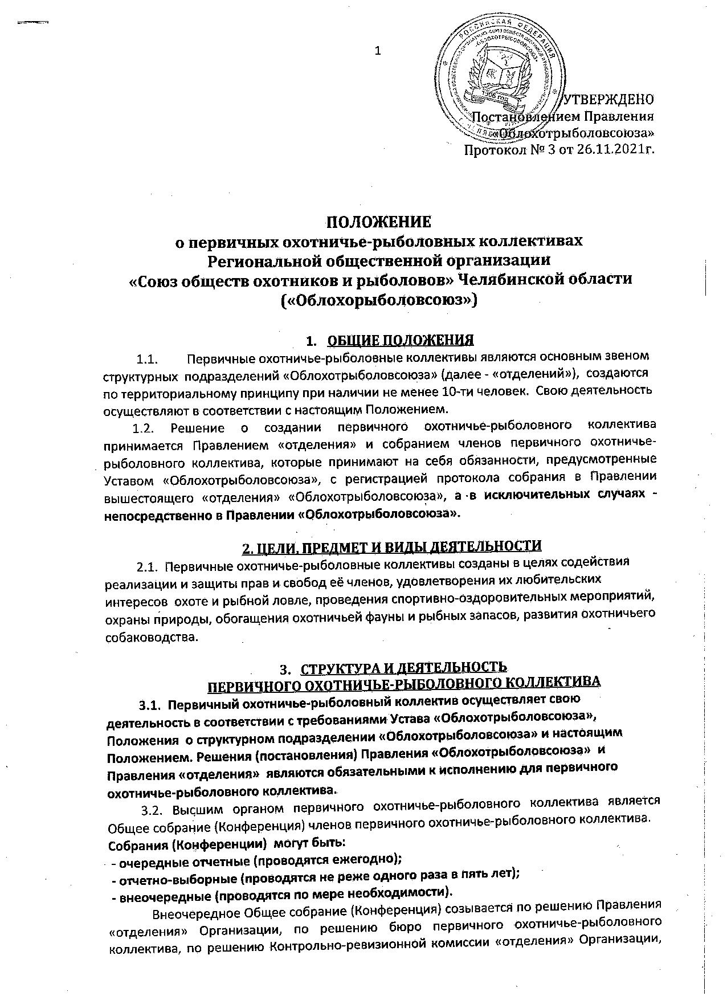 1
РОССИЙСКАЯ ФЕДЕРАЦИЯ
1906 ГОД
УТВЕРЖДЕНО
Постановлением Правления
«Облохотрыболовсоюза»
Протокол № 3 от 26.11.2021г.
ПОЛОЖЕНИЕ
о первичных охотничье-рыболовных коллективах
Региональной общественной организации
«Союз обществ охотников и рыболовов» Челябинской области
(«Облохорыболовсоюз»)
1. ОБЩИЕ ПОЛОЖЕНИЯ
1.1. Первичные охотничье-рыболовные коллективы являются основным звеном
структурных подразделений «Облохотрыболовсоюза» (далее - «отделений»), создаются
по территориальному принципу при наличии не менее 10-ти человек. Свою деятельность
осуществляют в соответствии с настоящим Положением.
1.2. Решение о создании первичного охотничье-рыболовного коллектива
принимается Правлением «отделения» и собранием членов первичного охотничье-
рыболовного коллектива, которые принимают на себя обязанности, предусмотренные
Уставом «Облохотрыболовсоюза», с регистрацией протокола собрания в Правлении
вышестоящего «отделения» «Облохотрыболовсоюза», а в исключительных случаях -
непосредственно в Правлении «Облохотрыболовсоюза».
2. ЦЕЛИ, ПРЕДМЕТ И ВИДЫ ДЕЯТЕЛЬНОСТИ
2.1. Первичные охотничье-рыболовные коллективы созданы в целях содействия
реализации и защиты прав и свобод её членов, удовлетворения их любительских
интересов охоте и рыбной ловле, проведения спортивно-оздоровительных мероприятий,
охраны природы, обогащения охотничьей фауны и рыбных запасов, развития охотничьего
собаководства.
3. СТРУКТУРА И ДЕЯТЕЛЬНОСТЬ
ПЕРВИЧНОГО ОХОТНИЧЬЕ-РЫБОЛОВНОГО КОЛЛЕКТИВА
3.1. Первичный охотничье-рыболовный коллектив осуществляет свою
деятельность в соответствии с требованиями Устава «Облохотрыболовсоюза»,
Положения о структурном подразделении «Облохотрыболовсоюза» и настоящим
Положением. Решения (постановления) Правления «Облохотрыболовсоюза» и
Правления «отделения» являются обязательными к исполнению для первичного
охотничье-рыболовного коллектива.
3.2. Высшим органом первичного охотничье-рыболовного коллектива является
Общее собрание (Конференция) членов первичного охотничье-рыболовного коллектива.
Собрания (Конференции) могут быть:
- очередные отчетные (проводятся ежегодно);
- отчетно-выборные (проводятся не реже одного раза в пять лет);
- внеочередные (проводятся по мере необходимости).
Внеочередное Общее собрание (Конференция) созывается по решению Правления
«отделения» Организации, по решению бюро первичного охотничье-рыболовного
коллектива, по решению Контрольно-ревизионной комиссии «отделения» Организации,